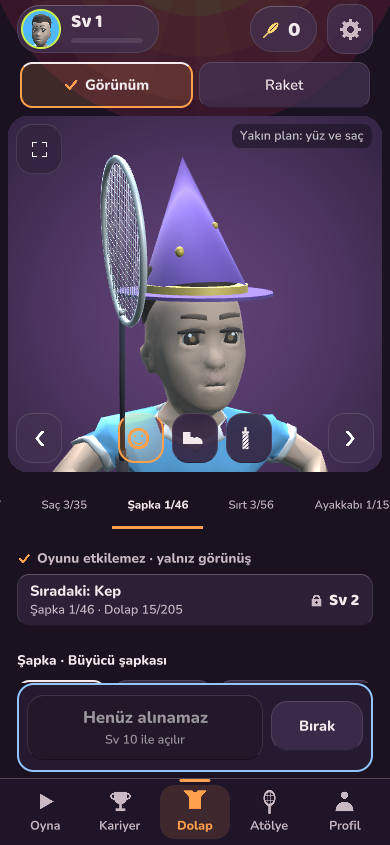 Sv 1
0
Görünüm
Raket
Yakın plan: yüz ve saç
Saç 3/35
Şapka 1/46
Sırt 3/56
Ayakkabı 1/15
Oyunu etkilemez · yalnız görünüş
Sıradaki: Kep
Şapka 1/46 · Dolap 15/205
Sv 2
Şapka · Büyücü şapkası
Henüz alınamaz
Sv 10 ile açılır
Bırak
Oyna
Kariyer
Dolap
Atölye
Profil